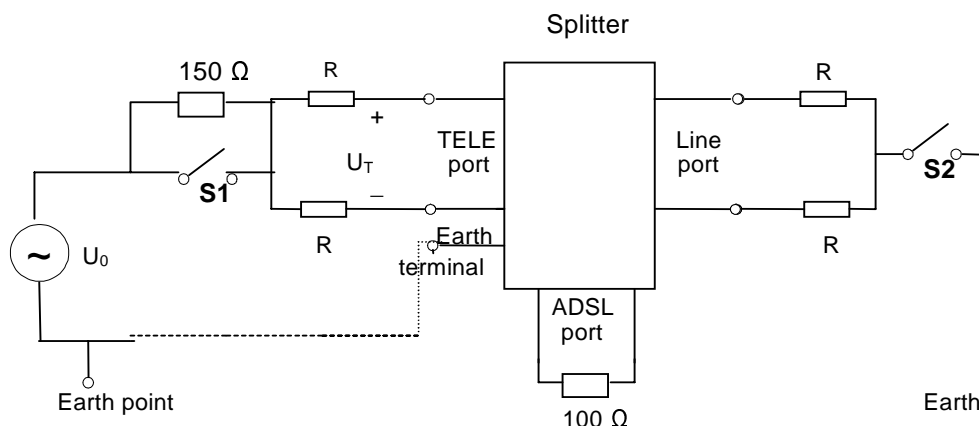 Splitter
150 Ω
R
R
+
TELE
port
Line
port
U_T
S1
S2
–
R
R
Earth
terminal
~
U₀
ADSL
port
Earth point
100 Ω
Earth